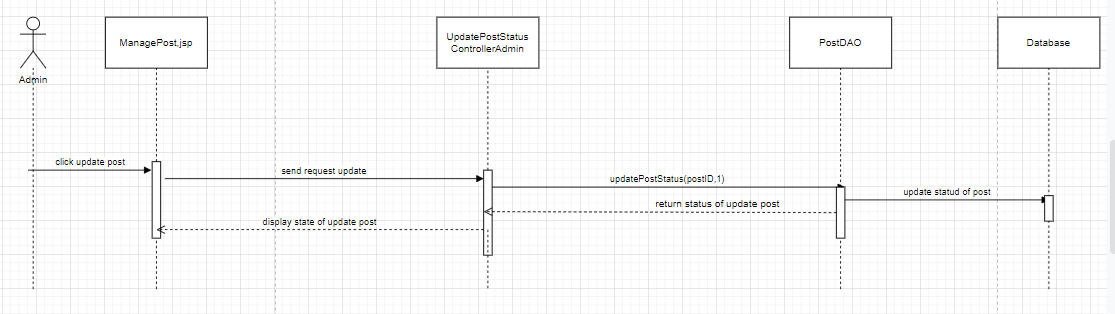 Admin
ManagePost.jsp
UpdatePostStatus
ControllerAdmin
PostDAO
Database
click update post
send request update
updatePostStatus(postID,1)
update statud of post
return status of update post
display state of update post